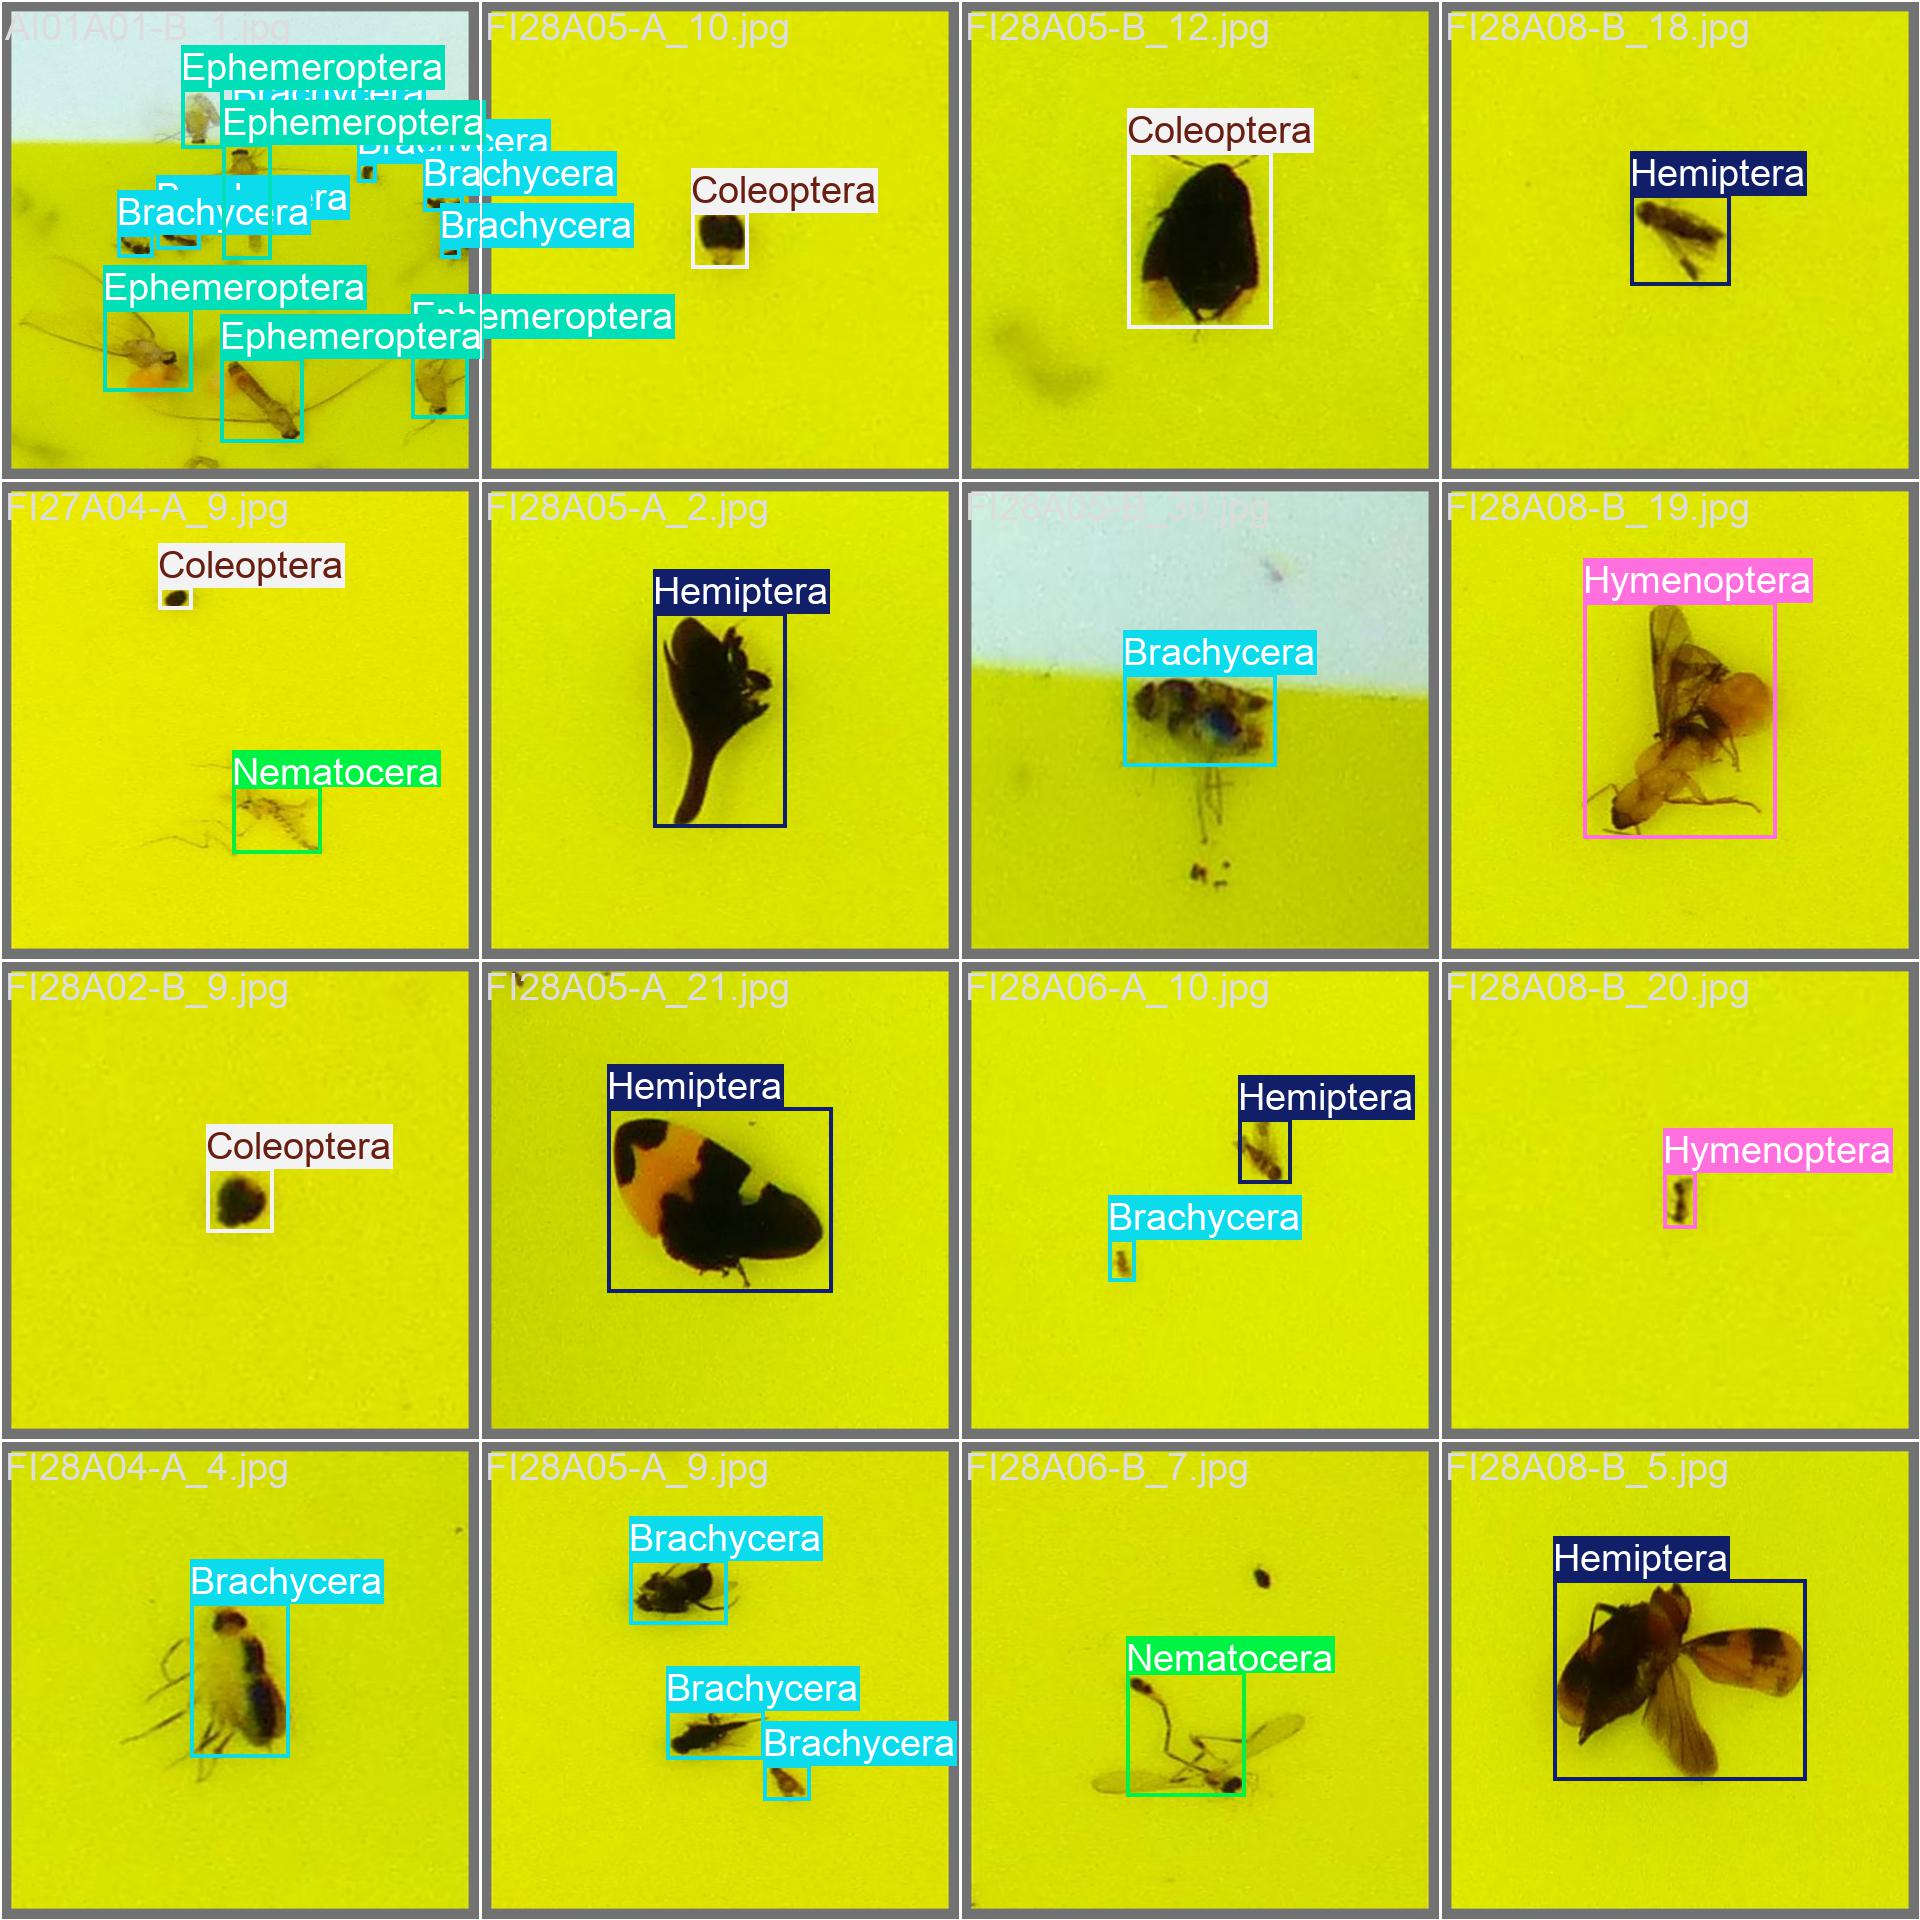 AI01A01-B_1.jpg
Ephemeroptera
Brachycera
Ephemeroptera
Brachycera
Brachycera
Brachycera
Brachycera
Brachycera
Ephemeroptera
Ephemeroptera
Ephemeroptera
FI28A05-A_10.jpg
Coleoptera
FI28A05-B_12.jpg
Coleoptera
FI28A08-B_18.jpg
Hemiptera
FI27A04-A_9.jpg
Coleoptera
Nematocera
FI28A05-A_2.jpg
Hemiptera
FI28A05-B_30.jpg
Brachycera
FI28A08-B_19.jpg
Hymenoptera
FI28A02-B_9.jpg
Coleoptera
FI28A05-A_21.jpg
Hemiptera
FI28A06-A_10.jpg
Hemiptera
Brachycera
FI28A08-B_20.jpg
Hymenoptera
FI28A04-A_4.jpg
Brachycera
FI28A05-A_9.jpg
Brachycera
Brachycera
Brachycera
FI28A06-B_7.jpg
Nematocera
FI28A08-B_5.jpg
Hemiptera